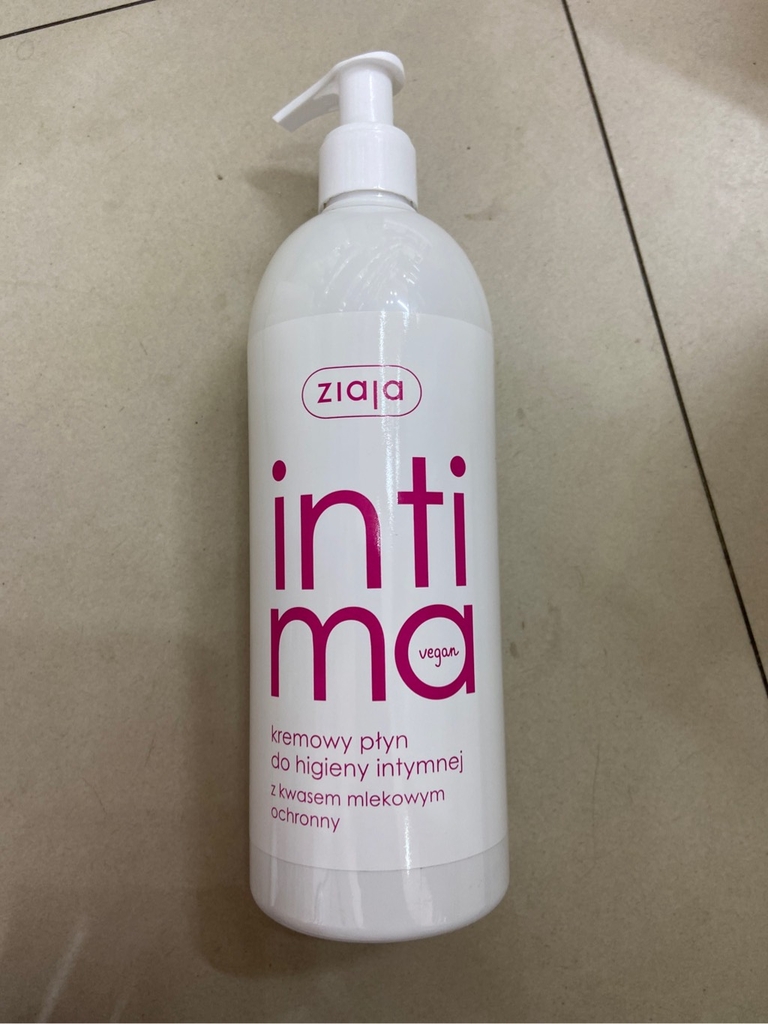 ziaja
inti
ma
vegan
kremowy płyn
do higieny intymnej
z kwasem mlekowym
ochronny